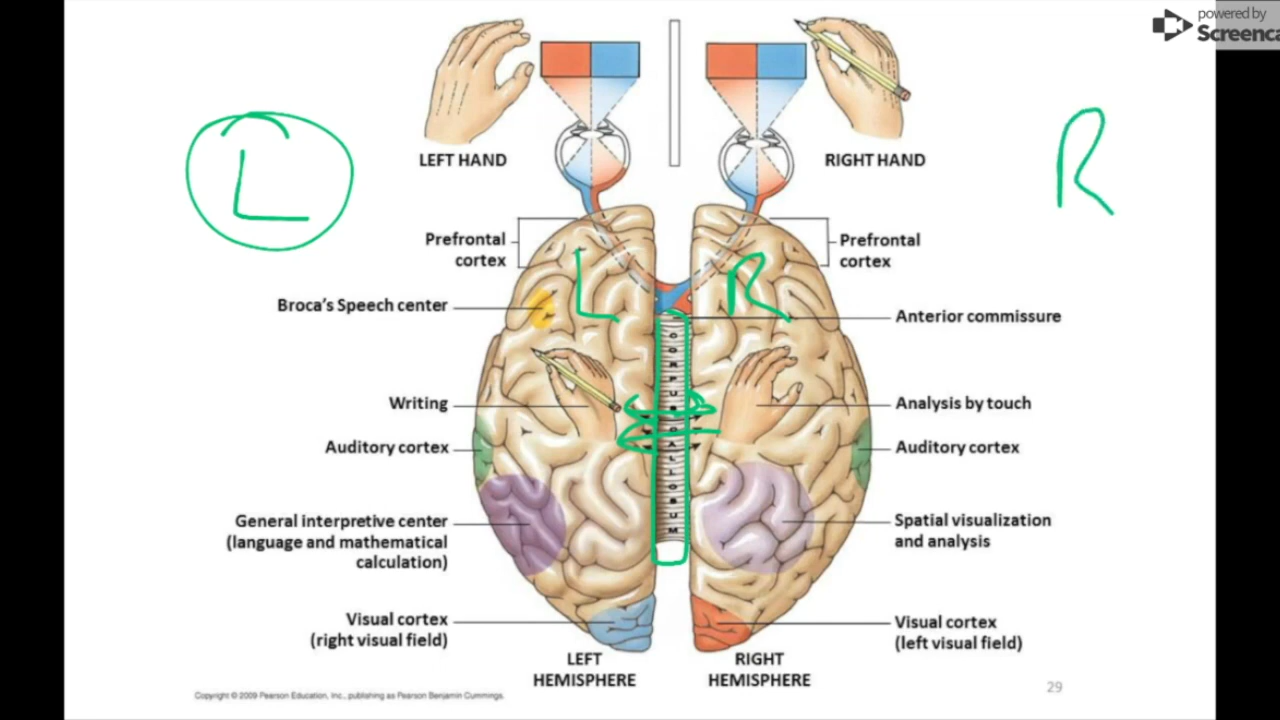 powered by
Screenca
L
R
LEFT HAND
RIGHT HAND
Prefrontal
cortex
Prefrontal
cortex
L
R
Broca's Speech center
Anterior commissure
CORPUS CALLOSUM
Writing
Analysis by touch
Auditory cortex
Auditory cortex
General interpretive center
(language and mathematical
calculation)
Spatial visualization
and analysis
Visual cortex
(right visual field)
Visual cortex
(left visual field)
LEFT
HEMISPHERE
RIGHT
HEMISPHERE
Copyright © 2009 Pearson Education, Inc., publishing as Pearson Benjamin Cummings.
29